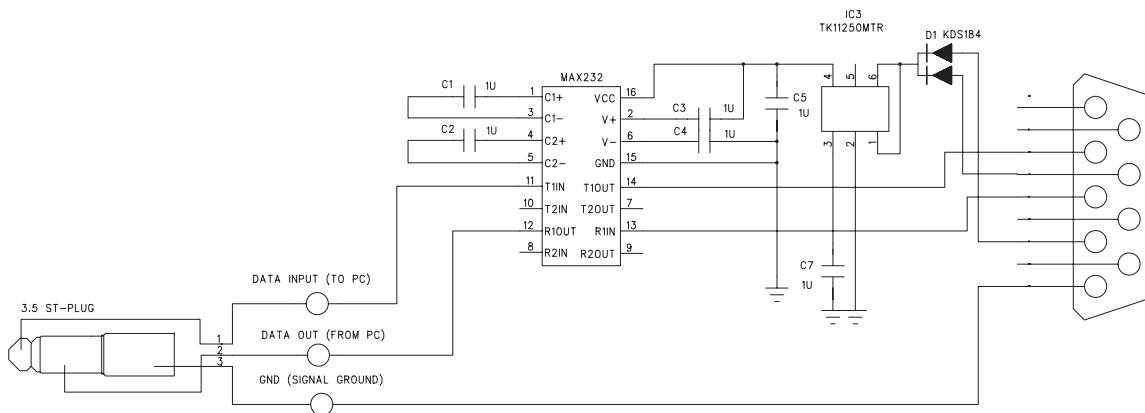 IC3
TK11250MTR
D1 KDS184
MAX232
C1
1U
1
C1+
VCC
16
4
5
6
3
C1-
V+
2
C3
1U
C5
1U
C2
1U
4
C2+
V-
6
C4
1U
5
C2-
GND
15
3
2
1
11
T1IN
T1OUT
14
10
T2IN
T2OUT
7
12
R1OUT
R1IN
13
8
R2IN
R2OUT
9
C7
1U
DATA INPUT (TO PC)
3.5 ST-PLUG
1
DATA OUT (FROM PC)
2
3
GND (SIGNAL GROUND)